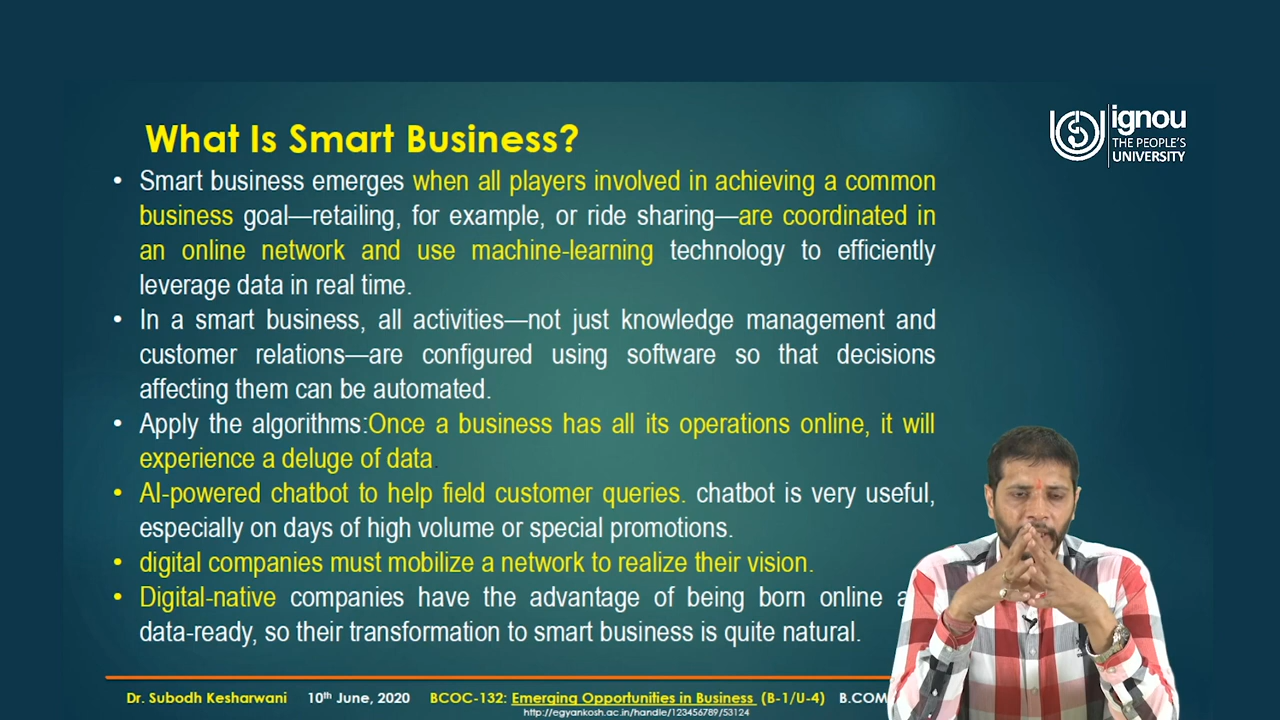 What Is Smart Business?
ignou
THE PEOPLE'S
UNIVERSITY
• Smart business emerges when all players involved in achieving a common
business goal—retailing, for example, or ride sharing—are coordinated in
an online network and use machine-learning technology to efficiently
leverage data in real time.
• In a smart business, all activities—not just knowledge management and
customer relations—are configured using software so that decisions
affecting them can be automated.
• Apply the algorithms:Once a business has all its operations online, it will
experience a deluge of data.
• AI-powered chatbot to help field customer queries. chatbot is very useful,
especially on days of high volume or special promotions.
• digital companies must mobilize a network to realize their vision.
• Digital-native companies have the advantage of being born online
data-ready, so their transformation to smart business is quite natural.
Dr. Subodh Kesharwani 10th June, 2020 BCOC-132: Emerging Opportunities in Business (B-1/U-4) B.COM
http://egyankosh.ac.in/handle/123456789/53124